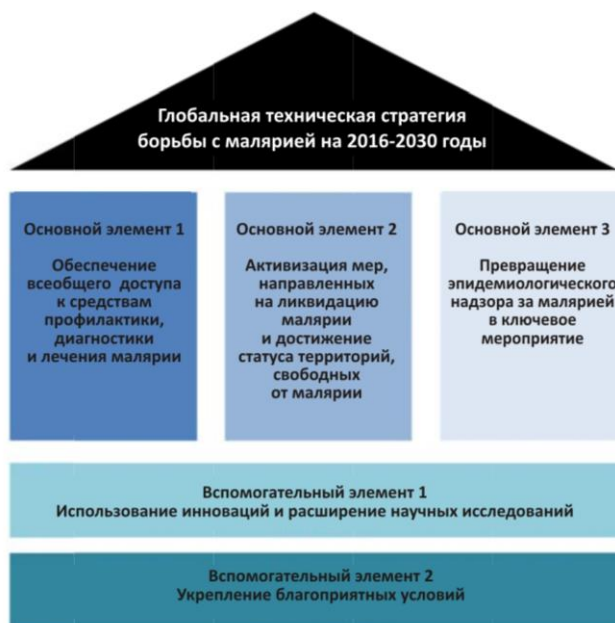 Глобальная техническая стратегия
борьбы с малярией на 2016-2030 годы
Основной элемент 1
Обеспечение
всеобщего доступа
к средствам
профилактики,
диагностики
и лечения малярии
Основной элемент 2
Активизация мер,
направленных
на ликвидацию
малярии
и достижение
статуса территорий,
свободных
от малярии
Основной элемент 3
Превращение
эпидемиологического
надзора за малярией
в ключевое
мероприятие
Вспомогательный элемент 1
Использование инноваций и расширение научных исследований
Вспомогательный элемент 2
Укрепление благоприятных условий